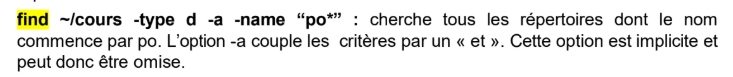 find ~/cours -type d -a -name “po*” : cherche tous les répertoires dont le nom
commence par po. L’option -a couple les critères par un « et ». Cette option est implicite et
peut donc être omise.